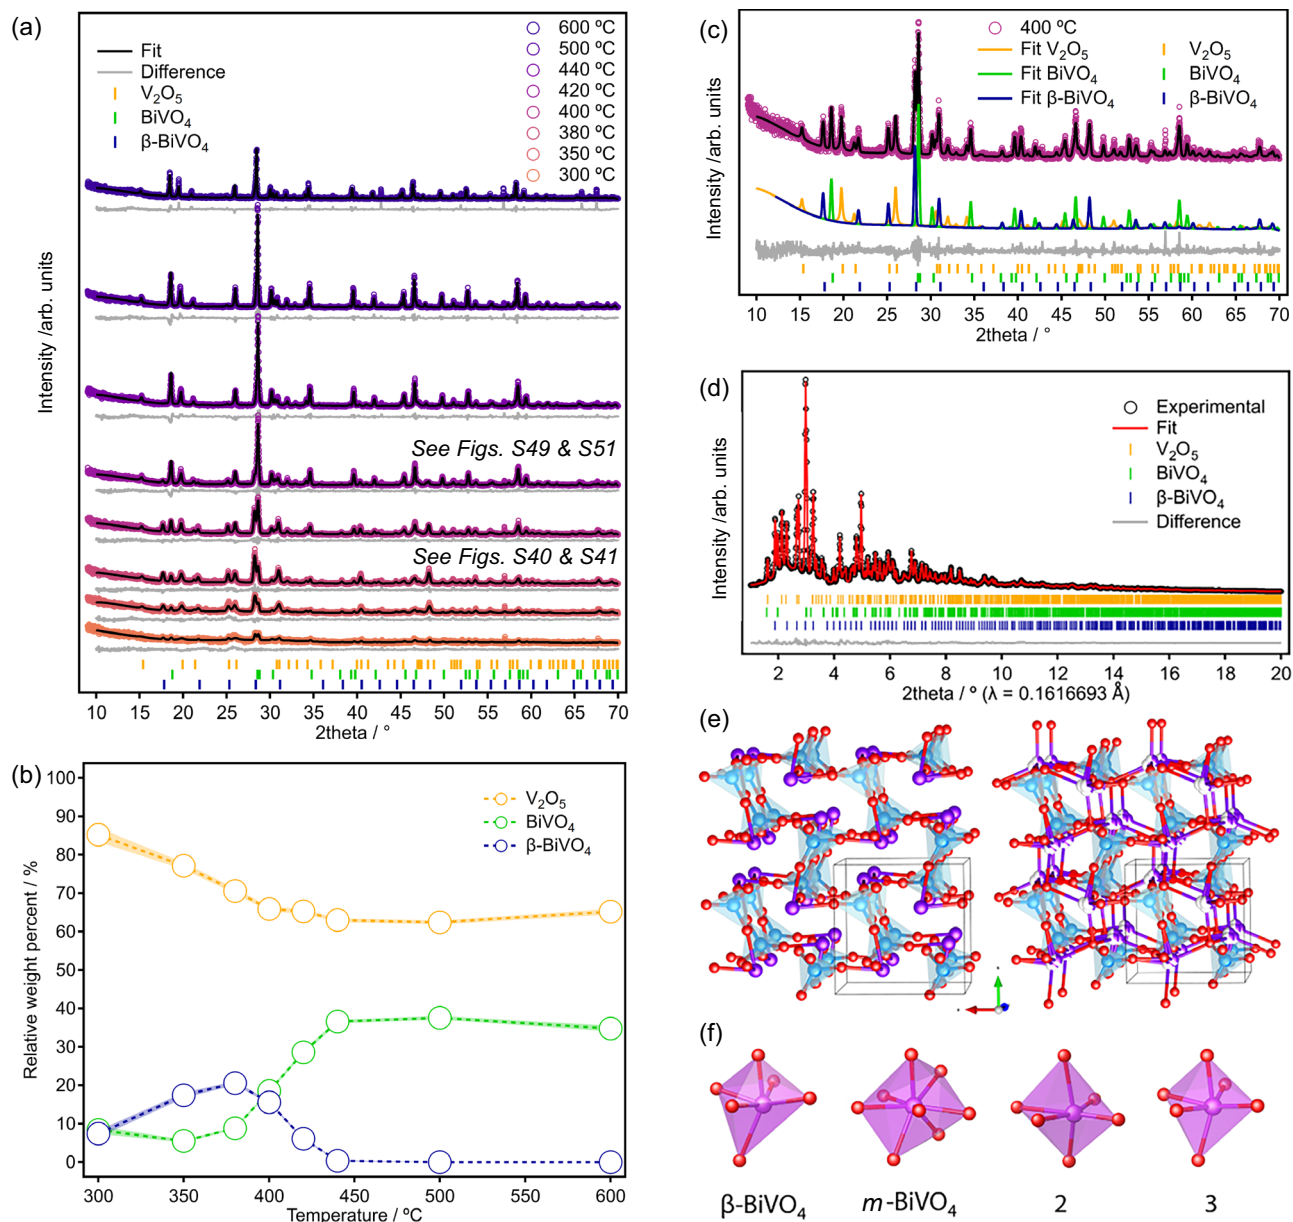 (a)
Fit
Difference
V₂O₅
BiVO₄
β-BiVO₄
600 ºC
500 ºC
440 ºC
420 ºC
400 ºC
380 ºC
350 ºC
300 ºC
See Figs. S49 & S51
See Figs. S40 & S41
Intensity /arb. units
10 15 20 25 30 35 40 45 50 55 60 65 70
2theta / °
(b)
100
90
80
70
60
50
40
30
20
10
0
Relative weight percent / %
V₂O₅
BiVO₄
β-BiVO₄
300 350 400 450 500 550 600
Temperature / ºC
(c)
400 ºC
Fit V₂O₅
Fit BiVO₄
Fit β-BiVO₄
V₂O₅
BiVO₄
β-BiVO₄
Intensity /arb. units
10 15 20 25 30 35 40 45 50 55 60 65 70
2theta / °
(d)
Experimental
Fit
V₂O₅
BiVO₄
β-BiVO₄
Difference
Intensity /arb. units
2 4 6 8 10 12 14 16 18 20
2theta / º (λ = 0.1616693 Å)
(e)
(f)
β-BiVO₄ m-BiVO₄ 2 3